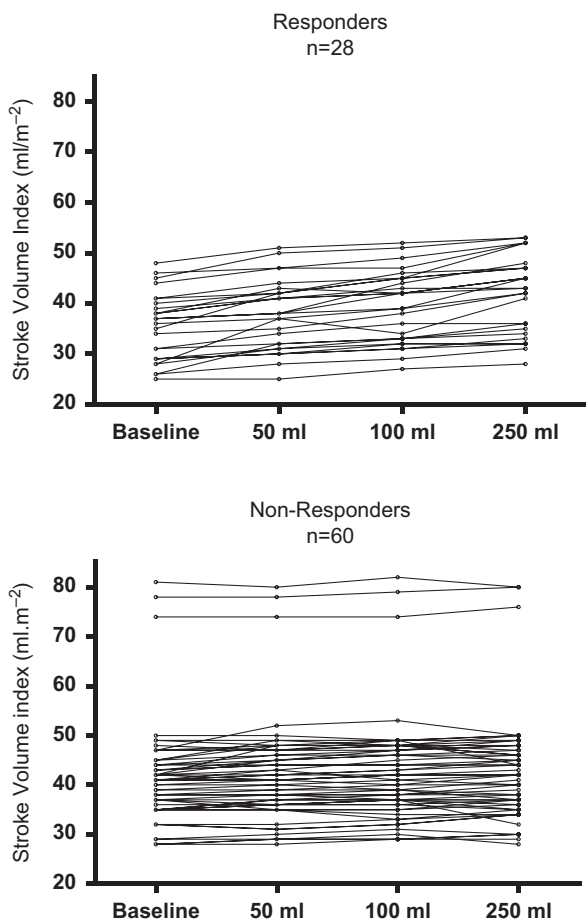 Responders
n=28
Stroke Volume Index (ml/m⁻²)
80
70
60
50
40
30
20
Baseline 50 ml 100 ml 250 ml
Non-Responders
n=60
Stroke Volume index (ml.m⁻²)
80
70
60
50
40
30
20
Baseline 50 ml 100 ml 250 ml